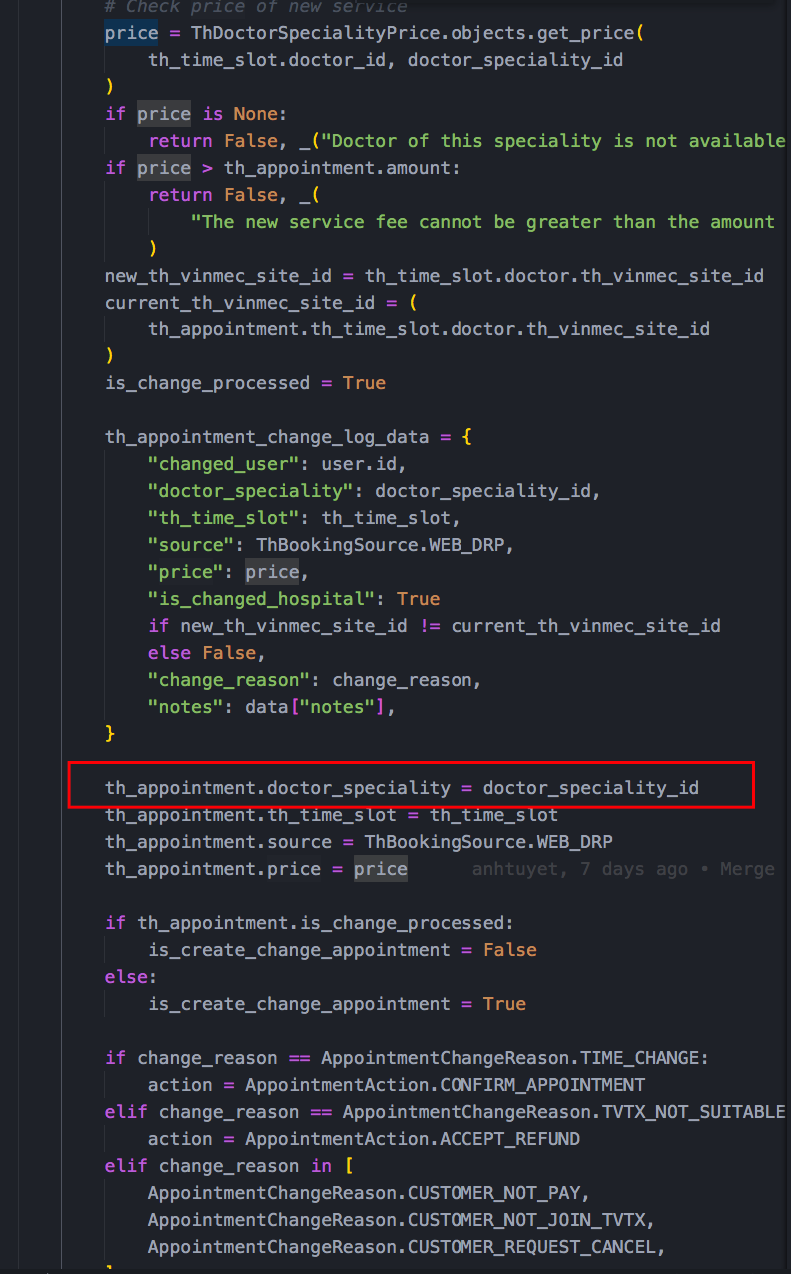 # Check price of new service
price = ThDoctorSpecialityPrice.objects.get_price(
    th_time_slot.doctor_id, doctor_speciality_id
)
if price is None:
    return False, _("Doctor of this speciality is not available
if price > th_appointment.amount:
    return False, _(
        "The new service fee cannot be greater than the amount
    )
new_th_vinmec_site_id = th_time_slot.doctor.th_vinmec_site_id
current_th_vinmec_site_id = (
    th_appointment.th_time_slot.doctor.th_vinmec_site_id
)
is_change_processed = True
th_appointment_change_log_data = {
    "changed_user": user.id,
    "doctor_speciality": doctor_speciality_id,
    "th_time_slot": th_time_slot,
    "source": ThBookingSource.WEB_DRP,
    "price": price,
    "is_changed_hospital": True
    if new_th_vinmec_site_id != current_th_vinmec_site_id
    else False,
    "change_reason": change_reason,
    "notes": data["notes"],
}
th_appointment.doctor_speciality = doctor_speciality_id
th_appointment.th_time_slot = th_time_slot
th_appointment.source = ThBookingSource.WEB_DRP
th_appointment.price = price      anhtuyet, 7 days ago • Merge
if th_appointment.is_change_processed:
    is_create_change_appointment = False
else:
    is_create_change_appointment = True
if change_reason == AppointmentChangeReason.TIME_CHANGE:
    action = AppointmentAction.CONFIRM_APPOINTMENT
elif change_reason == AppointmentChangeReason.TVTX_NOT_SUITABLE
    action = AppointmentAction.ACCEPT_REFUND
elif change_reason in [
    AppointmentChangeReason.CUSTOMER_NOT_PAY,
    AppointmentChangeReason.CUSTOMER_NOT_JOIN_TVTX,
    AppointmentChangeReason.CUSTOMER_REQUEST_CANCEL,